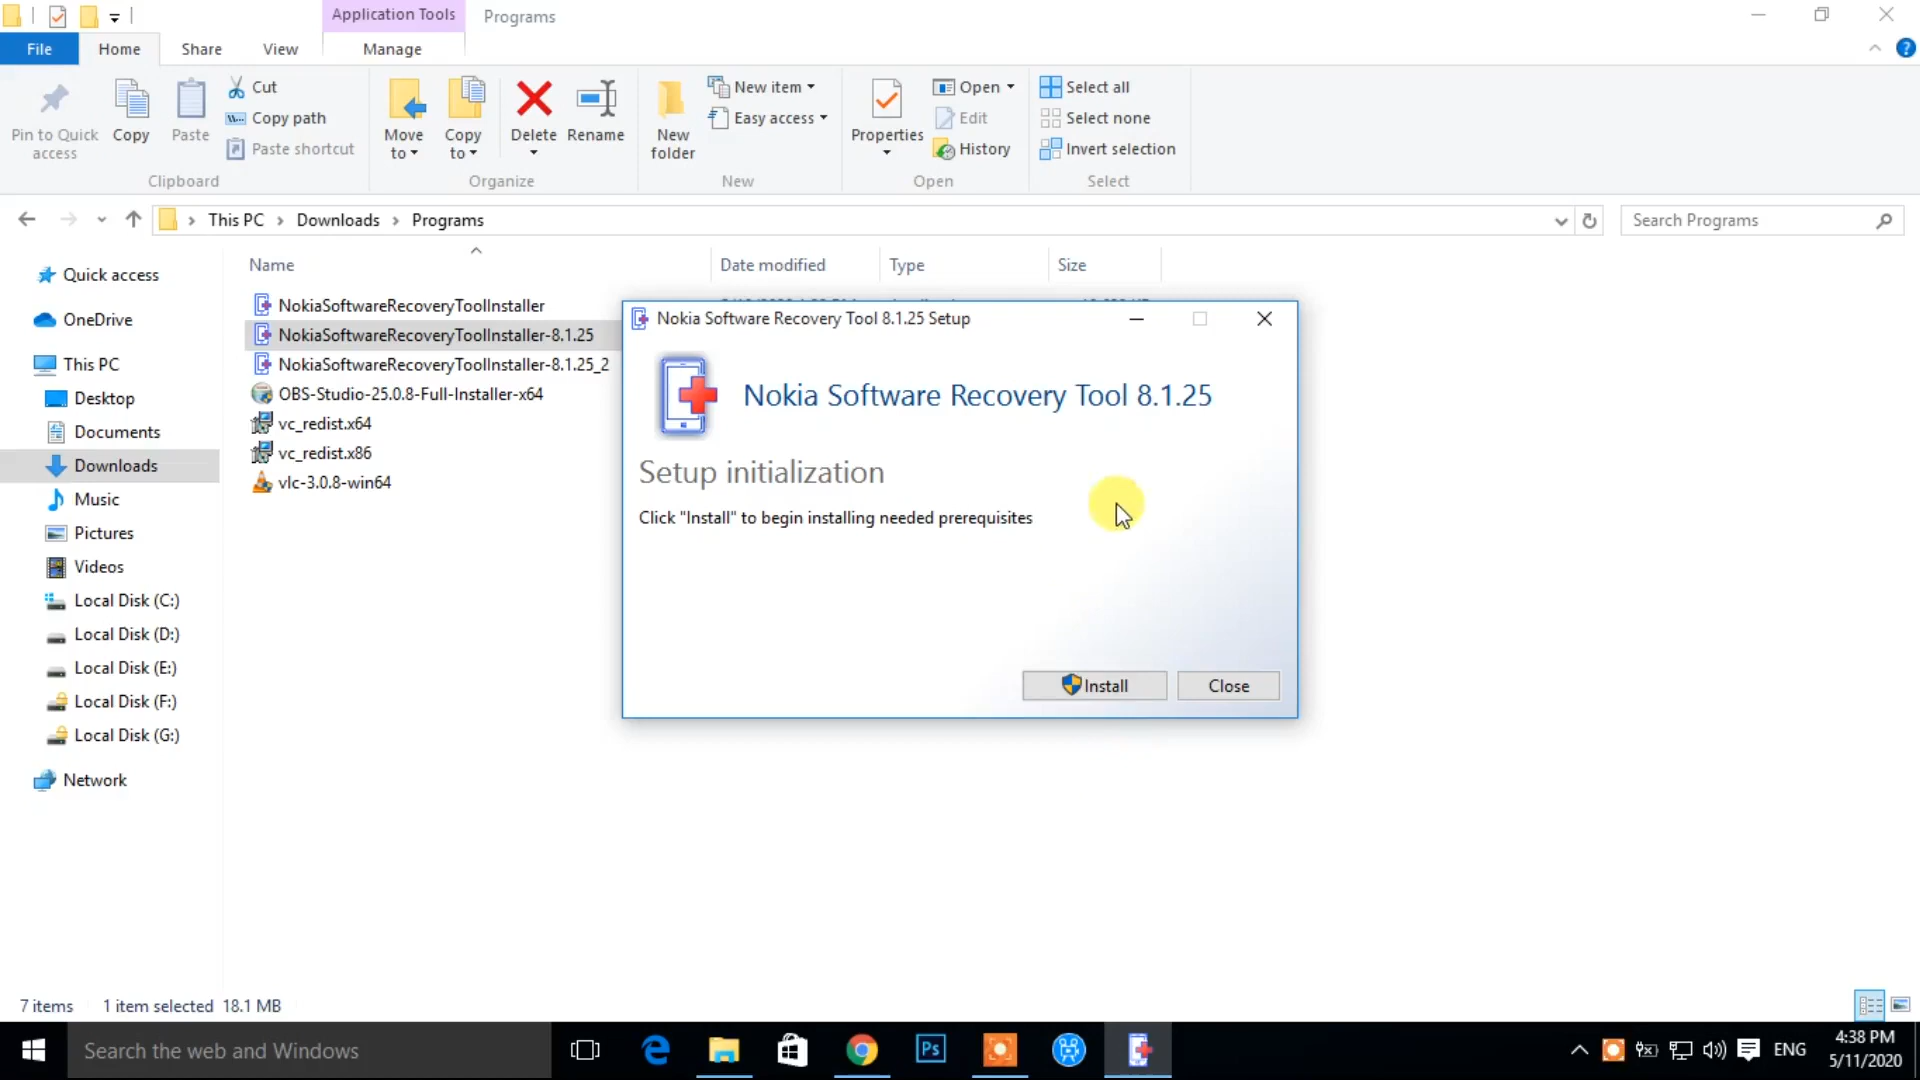 Application Tools
Programs
File
Home
Share
View
Manage
Pin to Quick
access
Copy
Paste
Cut
Copy path
Paste shortcut
Clipboard
Move
to
Copy
to
Delete
Rename
Organize
New
folder
New item
Easy access
New
Properties
Open
Edit
History
Open
Select all
Select none
Invert selection
Select
This PC
Downloads
Programs
Search Programs
Name
Date modified
Type
Size
Quick access
OneDrive
This PC
Desktop
Documents
Downloads
Music
Pictures
Videos
Local Disk (C:)
Local Disk (D:)
Local Disk (E:)
Local Disk (F:)
Local Disk (G:)
Network
NokiaSoftwareRecoveryToolInstaller
NokiaSoftwareRecoveryToolInstaller-8.1.25
NokiaSoftwareRecoveryToolInstaller-8.1.25_2
OBS-Studio-25.0.8-Full-Installer-x64
vc_redist.x64
vc_redist.x86
vlc-3.0.8-win64
Nokia Software Recovery Tool 8.1.25 Setup
Nokia Software Recovery Tool 8.1.25
Setup initialization
Click "Install" to begin installing needed prerequisites
Install
Close
7 items
1 item selected 18.1 MB
Search the web and Windows
Ps
ENG
4:38 PM
5/11/2020